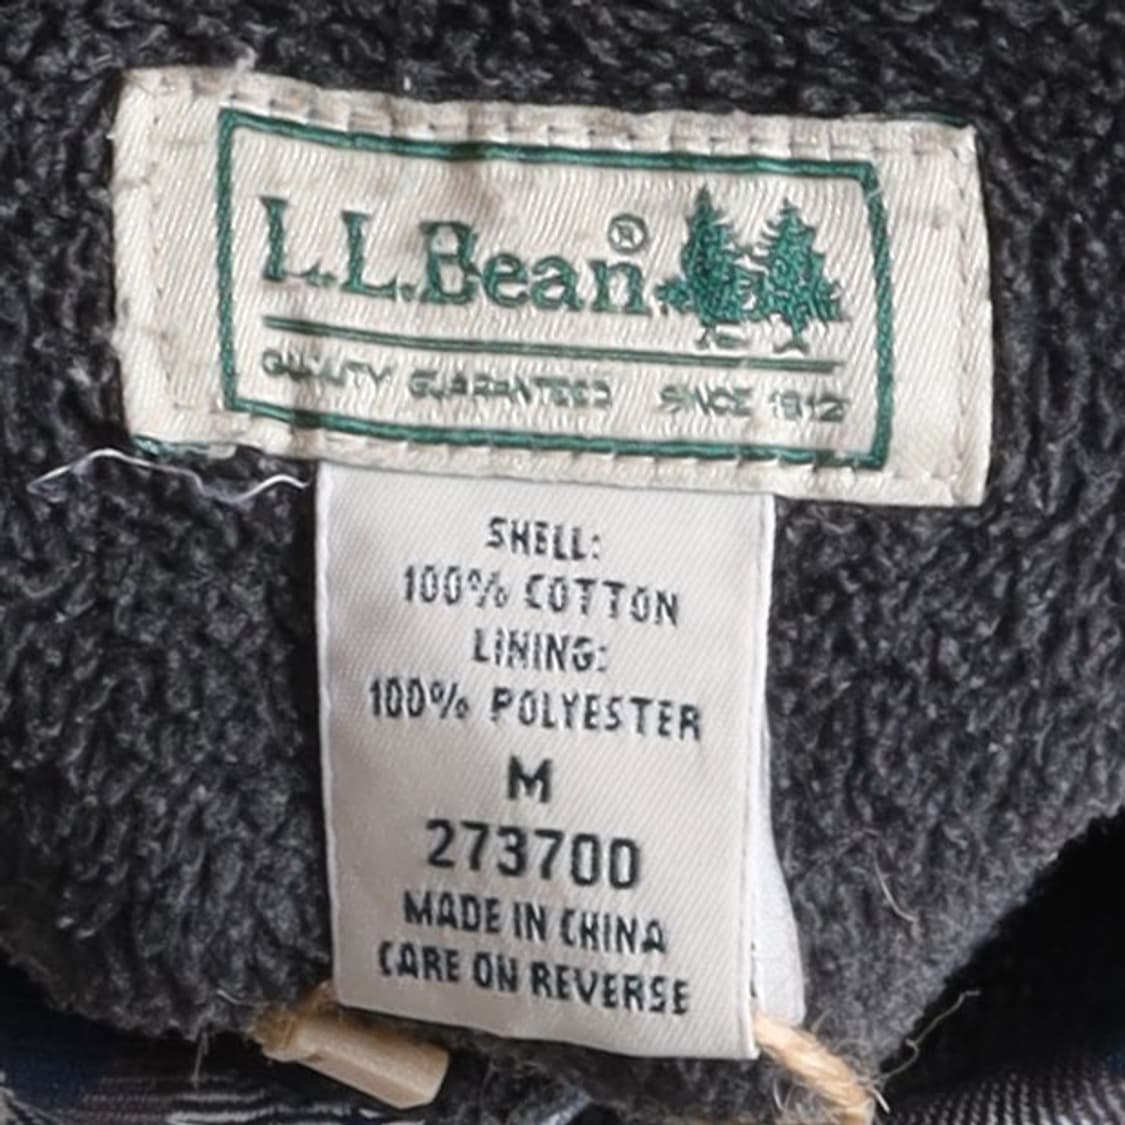 L.L.Bean®
QUALITY GUARANTEED SINCE 1912
SHELL:
100% COTTON
LINING:
100% POLYESTER
M
273700
MADE IN CHINA
CARE ON REVERSE